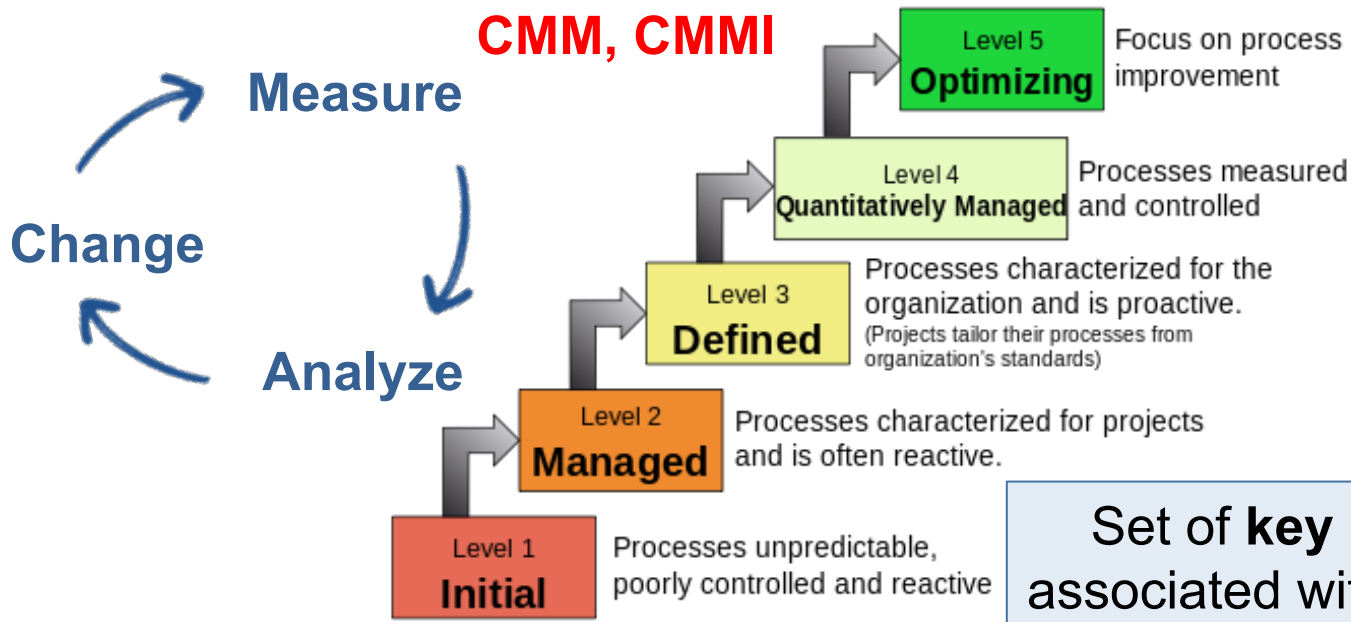 CMM, CMMI
Measure
Change
Analyze
Level 5
Optimizing
Focus on process
improvement
Level 4
Quantitatively Managed
Processes measured
and controlled
Level 3
Defined
Processes characterized for the
organization and is proactive.
(Projects tailor their processes from
organization's standards)
Level 2
Managed
Processes characterized for projects
and is often reactive.
Level 1
Initial
Processes unpredictable,
poorly controlled and reactive
Set of key
associated wit